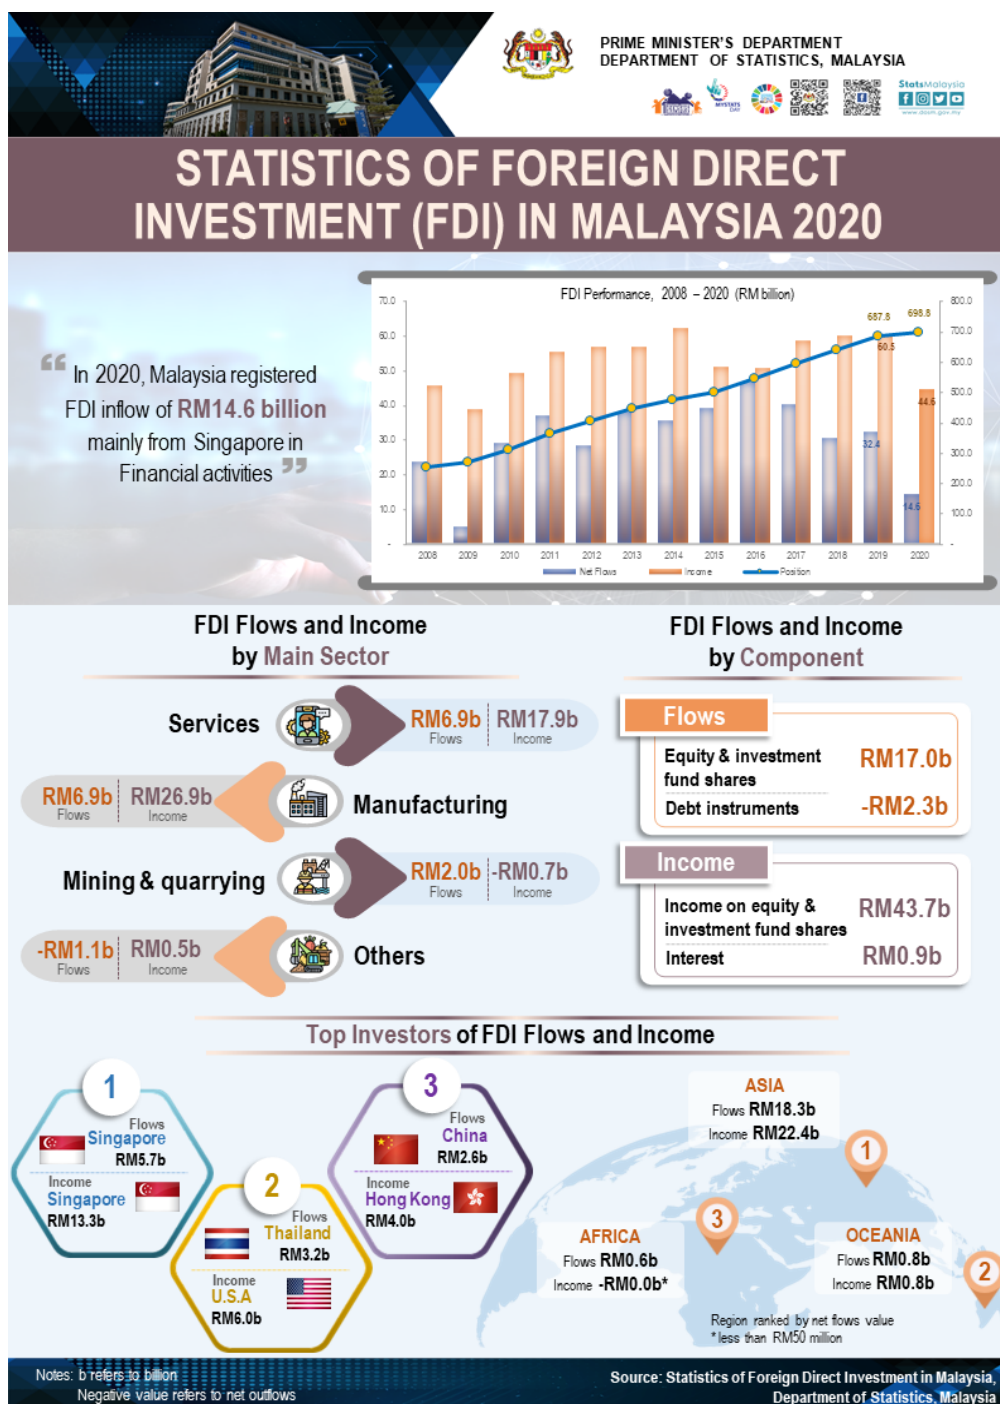 PRIME MINISTER'S DEPARTMENT
DEPARTMENT OF STATISTICS, MALAYSIA
MYSTATS
DAY
StatsMalaysia
www.dosm.gov.my
STATISTICS OF FOREIGN DIRECT
INVESTMENT (FDI) IN MALAYSIA 2020
“ In 2020, Malaysia registered
FDI inflow of RM14.6 billion
mainly from Singapore in
Financial activities ”
FDI Performance, 2008 – 2020 (RM billion)
70.0
60.0
50.0
40.0
30.0
20.0
10.0
-
800.0
700.0
600.0
500.0
400.0
300.0
200.0
100.0
-
687.8
698.8
60.5
44.6
32.4
14.6
2008 2009 2010 2011 2012 2013 2014 2015 2016 2017 2018 2019 2020
Net Flows Income Position
FDI Flows and Income
by Main Sector
Services
RM6.9b RM17.9b
Flows Income
RM6.9b RM26.9b
Flows Income
Manufacturing
Mining & quarrying
RM2.0b -RM0.7b
Flows Income
-RM1.1b RM0.5b
Flows Income
Others
FDI Flows and Income
by Component
Flows
Equity & investment
fund shares
RM17.0b
Debt instruments -RM2.3b
Income
Income on equity &
investment fund shares
RM43.7b
Interest RM0.9b
Top Investors of FDI Flows and Income
1
Flows
Singapore
RM5.7b
Income
Singapore
RM13.3b
2
Flows
Thailand
RM3.2b
Income
U.S.A
RM6.0b
3
Flows
China
RM2.6b
Income
Hong Kong
RM4.0b
ASIA
Flows RM18.3b
Income RM22.4b
1
3
AFRICA
Flows RM0.6b
Income -RM0.0b*
OCEANIA
Flows RM0.8b
Income RM0.8b
2
Region ranked by net flows value
*less than RM50 million
Notes: b refers to billion
Negative value refers to net outflows
Source: Statistics of Foreign Direct Investment in Malaysia,
Department of Statistics, Malaysia